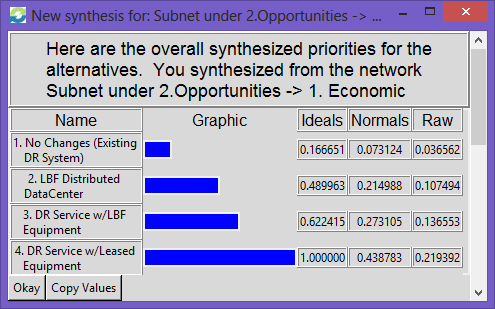 New synthesis for: Subnet under 2.Opportunities -> ...
Here are the overall synthesized priorities for the
alternatives.  You synthesized from the network
Subnet under 2.Opportunities -> 1. Economic
Name Graphic Ideals Normals Raw
1. No Changes (Existing
DR System) 0.166651 0.073124 0.036562
2. LBF Distributed
DataCenter 0.489963 0.214988 0.107494
3. DR Service w/LBF
Equipment 0.622415 0.273105 0.136553
4. DR Service w/Leased
Equipment 1.000000 0.438783 0.219392
Okay Copy Values